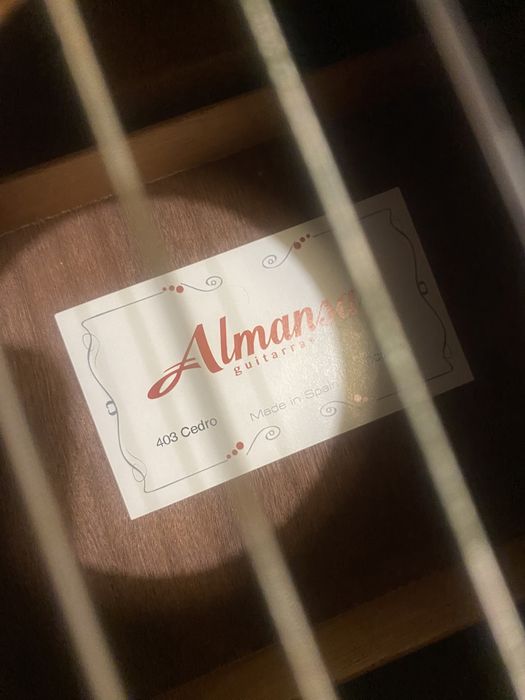 Almansa
guitarras
403 Cedro
Made in Spain